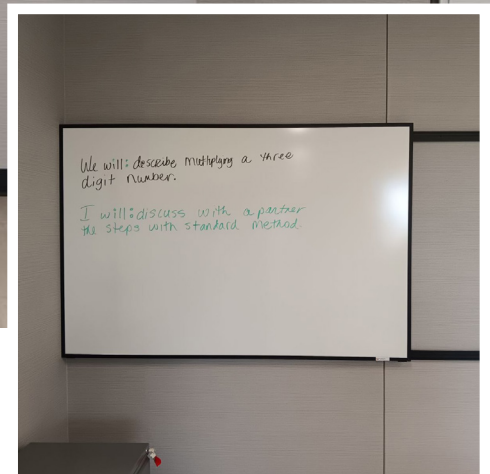 We will: describe multiplying a three
digit number.
I will: discuss with a partner
the steps with standard method.